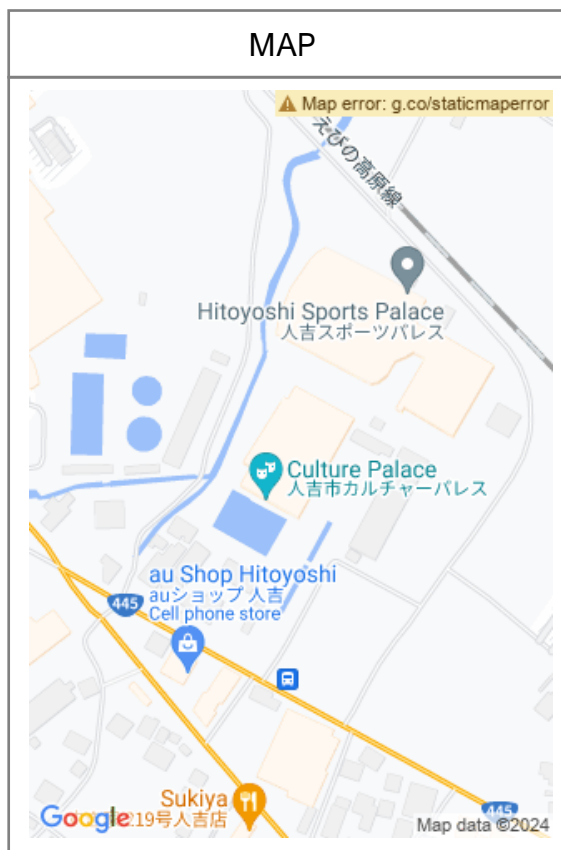 MAP
Map error: g.co/staticmaperror
えびの高原線
Hitoyoshi Sports Palace
人吉スポーツパレス
Culture Palace
人吉市カルチャーパレス
au Shop Hitoyoshi
auショップ 人吉
Cell phone store
445
Sukiya
219号人吉店
445
Google
Map data ©2024